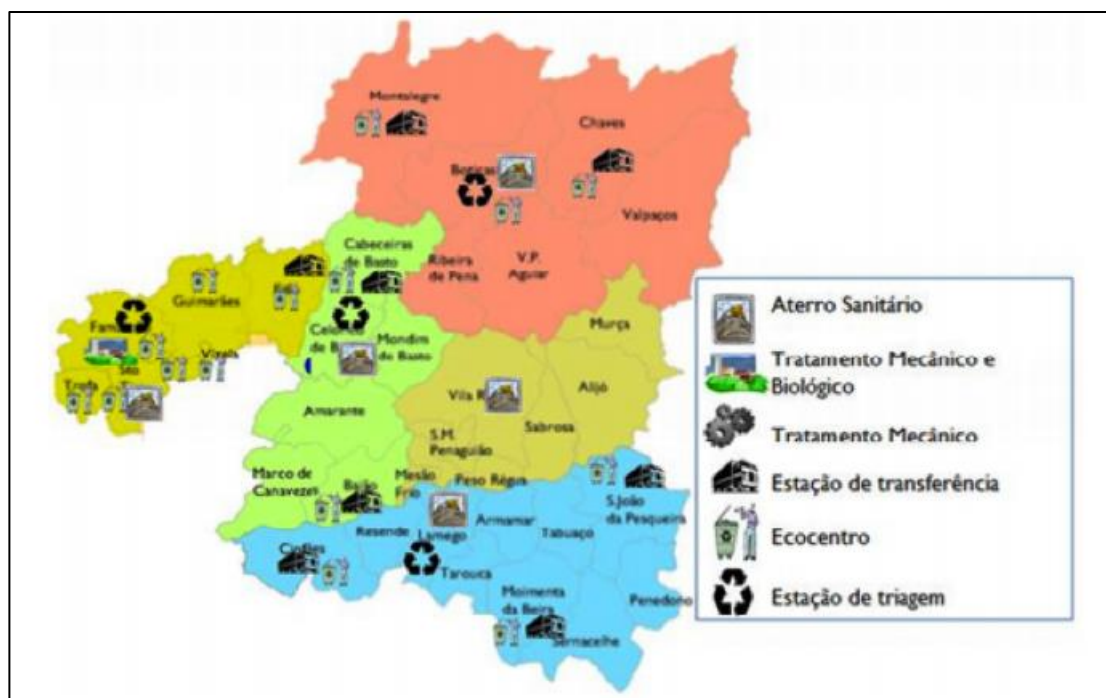 Montalegre
Chaves
Boticas
Valpaços
Cabeceiras
de Basto
Ribeira
de Pena
V.P.
Aguiar
Guimarães
Fafe
Murça
Mondim
de Basto
Vizela
Sto
Trofa
Alijó
Vila R
Amarante
Sabrosa
S.M.
Penaguião
Marco de
Canavezes
Baião
Mesão
Frio
Peso Régua
S.João
da Pesqueira
Resende
Lamego
Armamar
Tabuaço
Cinfães
Tarouca
Moimenta
da Beira
Penedono
Sernacelhe
Aterro Sanitário
Tratamento Mecânico e
Biológico
Tratamento Mecânico
Estação de transferência
Ecocentro
Estação de triagem